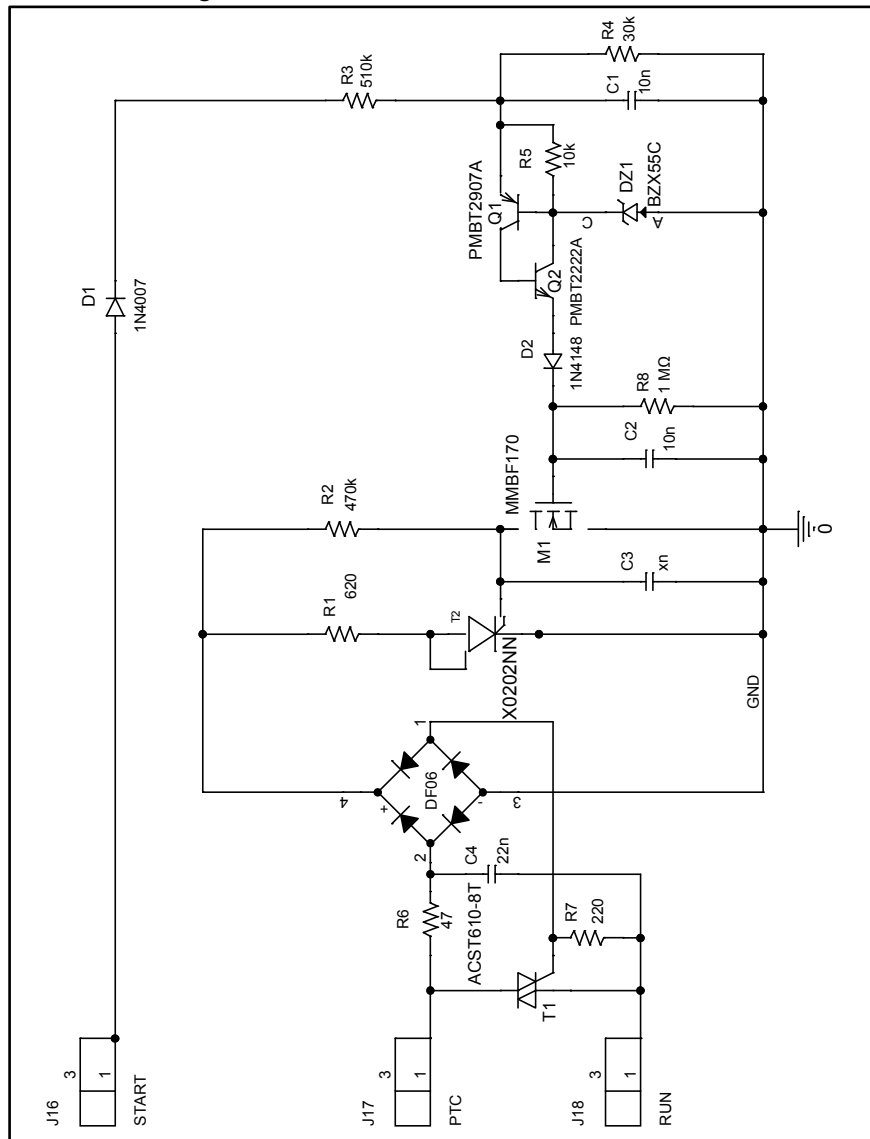 R4
30k
C1
10n
R3
510k
R5
10k
PMBT2907A
Q1
DZ1
BZX55C
C
A
Q2
PMBT2222A
D1
1N4007
D2
1N4148
R8
1 MΩ
C2
10n
MMBF170
M1
R2
470k
C3
xn
0
R1
620
T2
X0202NN
GND
1
DF06
+
-
4
3
2
C4
22n
R6
47
ACST610-8T
R7
220
T1
J16
3
1
START
J17
3
1
PTC
J18
3
1
RUN